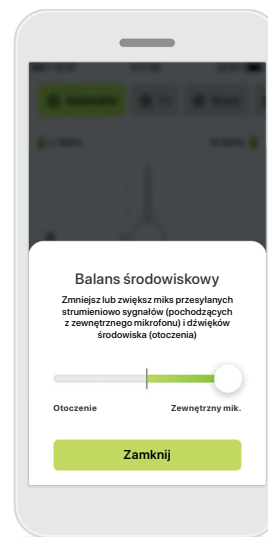 Balans środowiskowy
Zmniejsz lub zwiększ miks przesyłanych
strumieniowo sygnałów (pochodzących
z zewnętrznego mikrofonu) i dźwięków
środowiska (otoczenia)
Otoczenie Zewnętrzny mik.
Zamknij